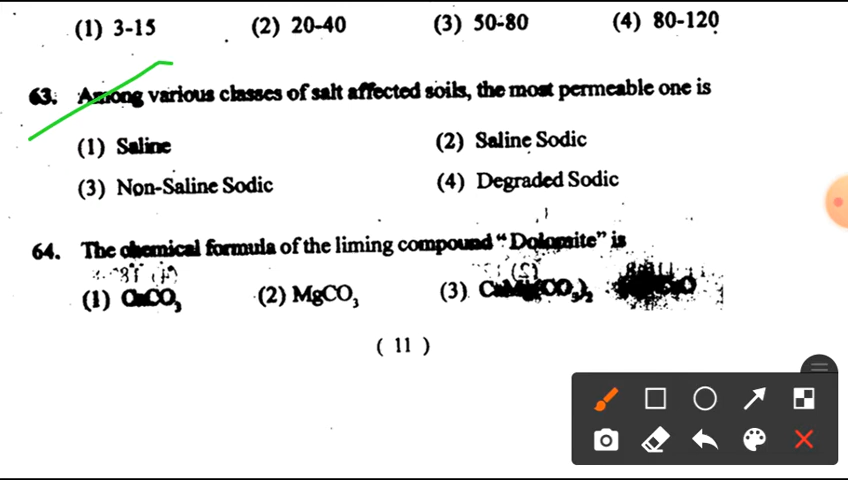 (1) 3-15 (2) 20-40 (3) 50-80 (4) 80-120
63. Among various classes of salt affected soils, the most permeable one is
(1) Saline (2) Saline Sodic
(3) Non-Saline Sodic (4) Degraded Sodic
64. The chemical formula of the liming compound "Dolomite" is
(1) CaCO₃ (2) MgCO₃ (3) CaMg(CO₃)₂
( 11 )